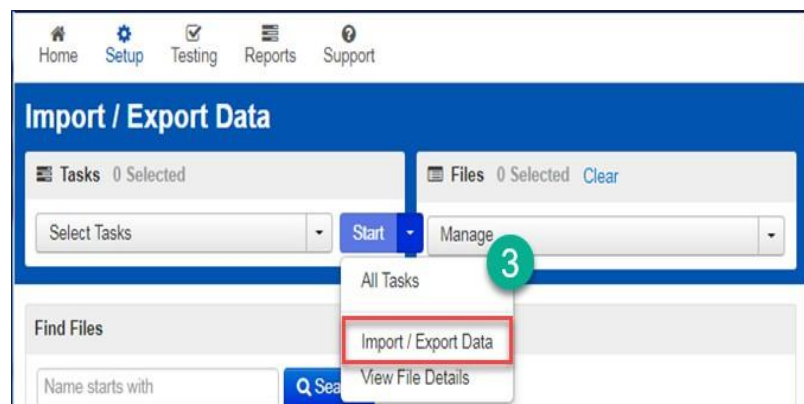 Home Setup Testing Reports Support
Import / Export Data
Tasks 0 Selected
Files 0 Selected Clear
Select Tasks
Start
Manage
3
All Tasks
Import / Export Data
View File Details
Find Files
Name starts with